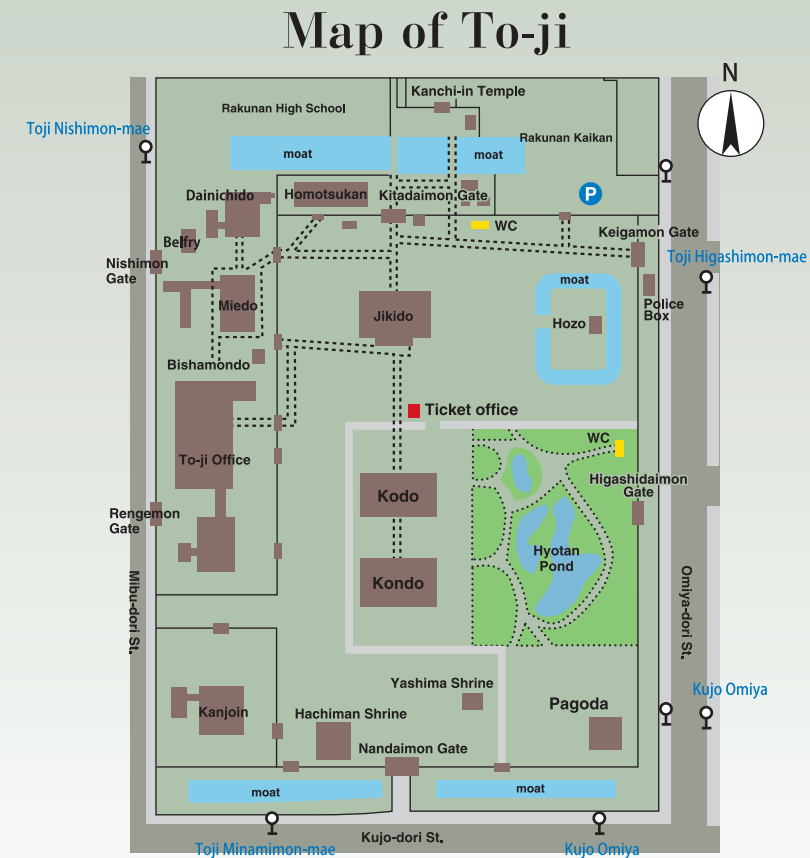 Map of To-ji
N
Kanchi-in Temple
Rakunan High School
Toji Nishimon-mae
Rakunan Kaikan
moat
moat
Dainichido
Homotsukan
Kitadaimon Gate
P
WC
Keigamon Gate
Belfry
Toji Higashimon-mae
Nishimon
Gate
moat
Miedo
Police
Box
Jikido
Hozo
Bishamondo
Ticket office
WC
To-ji Office
Higashidaimon
Gate
Kodo
Rengemon
Gate
Hyotan
Pond
Kondo
Mibu-dori St.
Omiya-dori St.
Yashima Shrine
Kujo Omiya
Pagoda
Kanjoin
Hachiman Shrine
Nandaimon Gate
moat
moat
Kujo-dori St.
Toji Minamimon-mae
Kujo Omiya